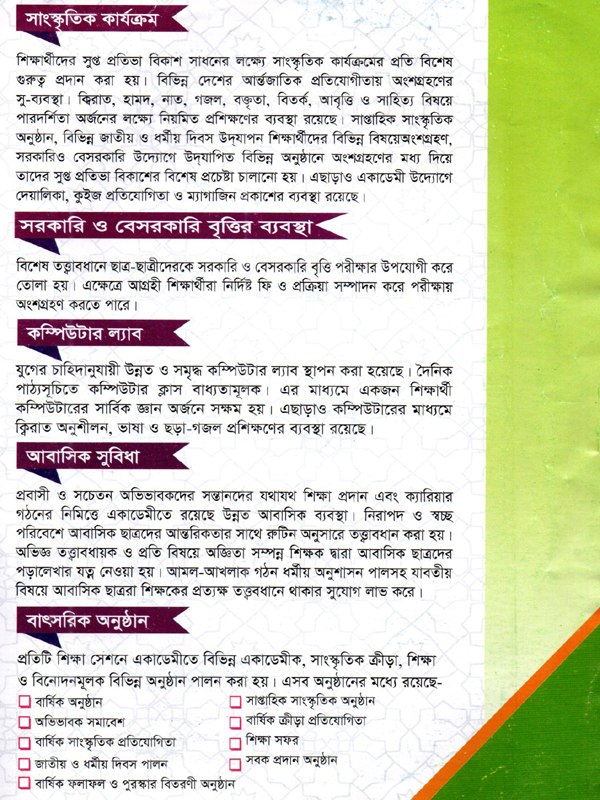 সাংস্কৃতিক কার্যক্রম
শিক্ষার্থীদের সুপ্ত প্রতিভা বিকাশ সাধনের লক্ষ্যে সাংস্কৃতিক কার্যক্রমের প্রতি বিশেষ
গুরুত্ব প্রদান করা হয়। বিভিন্ন দেশের আর্ন্তজাতিক প্রতিযোগীতায় অংশগ্রহণের
সু-ব্যবস্থা। ক্বিরাত, হামদ, নাত, গজল, বক্তৃতা, বিতর্ক, আবৃত্তি ও সাহিত্য বিষয়ে
পারদর্শিতা অর্জনের লক্ষ্যে নিয়মিত প্রশিক্ষণের ব্যবস্থা রয়েছে। সাপ্তাহিক সাংস্কৃতিক
অনুষ্ঠান, বিভিন্ন জাতীয় ও ধর্মীয় দিবস উদ্‌যাপন শিক্ষার্থীদের বিভিন্ন বিষয়েঅংশগ্রহণ,
সরকারিও বেসরকারি উদ্যোগে উদ্‌যাপিত বিভিন্ন অনুষ্ঠানে অংশগ্রহণের মধ্য দিয়ে
তাদের সুপ্ত প্রতিভা বিকাশের বিশেষ প্রচেষ্টা চালানো হয়। এছাড়াও একাডেমী উদ্যোগে
দেয়ালিকা, কুইজ প্রতিযোগিতা ও ম্যাগাজিন প্রকাশের ব্যবস্থা রয়েছে।
সরকারি ও বেসরকারি বৃত্তির ব্যবস্থা
বিশেষ তত্ত্বাবধানে ছাত্র-ছাত্রীদেরকে সরকারি ও বেসরকারি বৃত্তি পরীক্ষার উপযোগী করে
তোলা হয়। এক্ষেত্রে আগ্রহী শিক্ষার্থীরা নির্দিষ্ট ফি ও প্রক্রিয়া সম্পাদন করে পরীক্ষায়
অংশগ্রহণ করতে পারে।
কম্পিউটার ল্যাব
যুগের চাহিদানুযায়ী উন্নত ও সমৃদ্ধ কম্পিউটার ল্যাব স্থাপন করা হয়েছে। দৈনিক
পাঠ্যসূচিতে কম্পিউটার ক্লাস বাধ্যতামূলক। এর মাধ্যমে একজন শিক্ষার্থী
কম্পিউটারের সার্বিক জ্ঞান অর্জনে সক্ষম হয়। এছাড়াও কম্পিউটারের মাধ্যমে
ক্বিরাত অনুশীলন, ভাষা ও ছড়া-গজল প্রশিক্ষণের ব্যবস্থা রয়েছে।
আবাসিক সুবিধা
প্রবাসী ও সচেতন অভিভাবকদের সন্তানদের যথাযথ শিক্ষা প্রদান এবং ক্যারিয়ার
গঠনের নিমিত্তে একাডেমীতে রয়েছে উন্নত আবাসিক ব্যবস্থা। নিরাপদ ও স্বচ্ছ
পরিবেশে আবাসিক ছাত্রদের আন্তরিকতার সাথে রুটিন অনুসারে তত্ত্বাবধান করা হয়।
অভিজ্ঞ তত্ত্বাবধায়ক ও প্রতি বিষয়ে অজ্ঞিতা সম্পন্ন শিক্ষক দ্বারা আবাসিক ছাত্রদের
পড়ালেখার যত্ন নেওয়া হয়। আমল-আখলাক গঠন ধর্মীয় অনুশাসন পালসহ যাবতীয়
বিষয়ে আবাসিক ছাত্ররা শিক্ষকের প্রত্যক্ষ তত্ত্ববধানে থাকার সুযোগ লাভ করে।
বাৎসরিক অনুষ্ঠান
প্রতিটি শিক্ষা সেশনে একাডেমীতে বিভিন্ন একাডেমীক, সাংস্কৃতিক ক্রীড়া, শিক্ষা
ও বিনোদনমূলক বিভিন্ন অনুষ্ঠান পালন করা হয়। এসব অনুষ্ঠানের মধ্যে রয়েছে-
বার্ষিক অনুষ্ঠান
অভিভাবক সমাবেশ
বার্ষিক সাংস্কৃতিক প্রতিযোগিতা
জাতীয় ও ধর্মীয় দিবস পালন
বার্ষিক ফলাফল ও পুরস্কার বিতরণী অনুষ্ঠান
সাপ্তাহিক সাংস্কৃতিক অনুষ্ঠান
বার্ষিক ক্রীড়া প্রতিযোগিতা
শিক্ষা সফর
সবক প্রদান অনুষ্ঠান